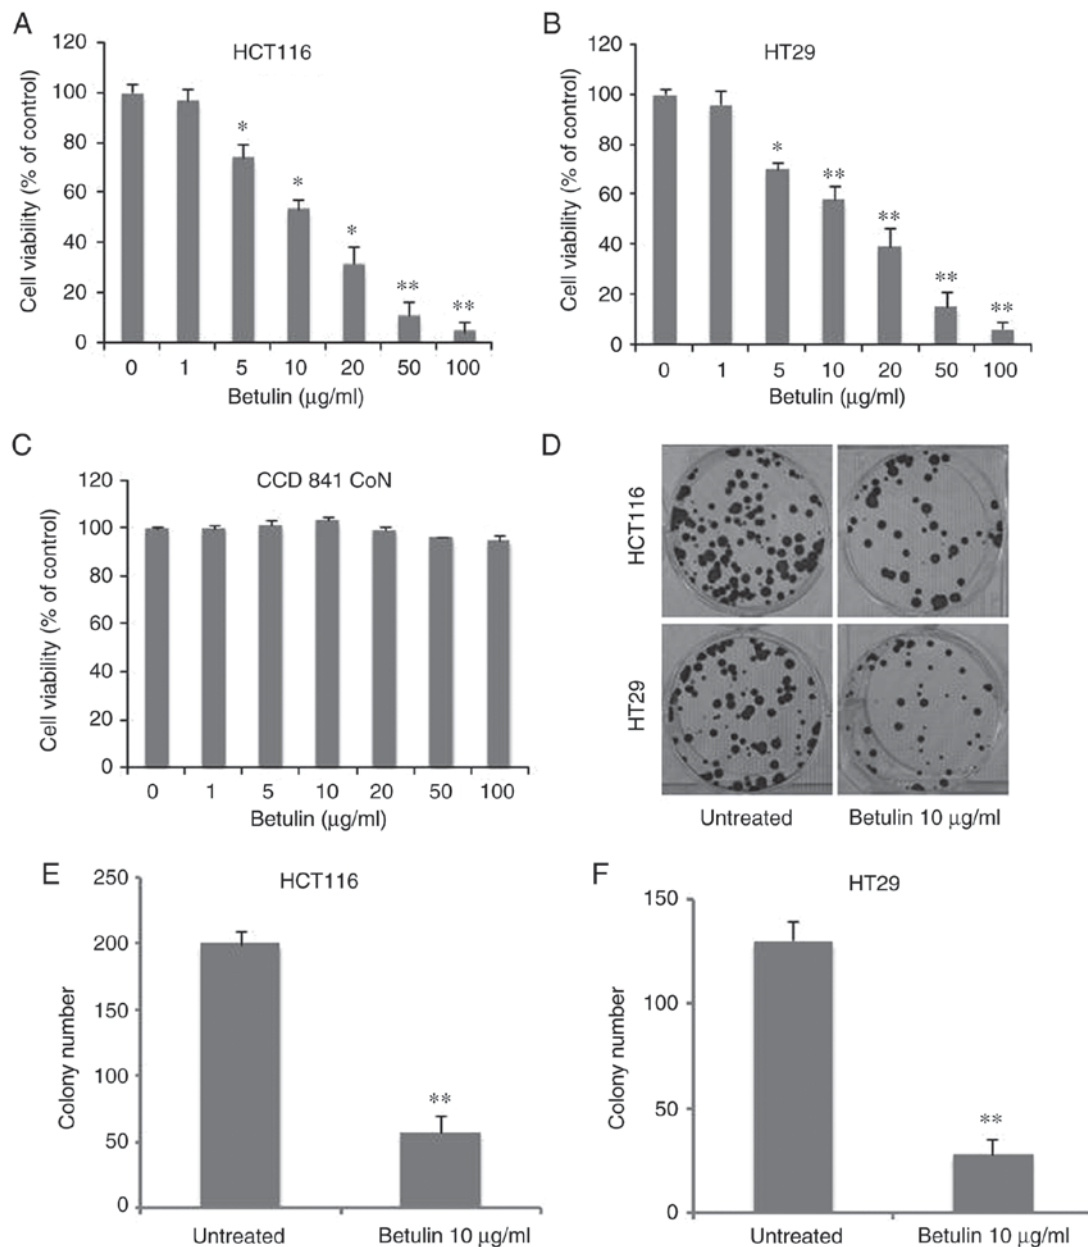 A
HCT116
Cell viability (% of control)
120
100
80
60
40
20
0
*
*
*
**
**
0 1 5 10 20 50 100
Betulin (μg/ml)
B
HT29
Cell viability (% of control)
120
100
80
60
40
20
0
*
**
**
**
**
0 1 5 10 20 50 100
Betulin (μg/ml)
C
CCD 841 CoN
Cell viability (% of control)
120
100
80
60
40
20
0
0 1 5 10 20 50 100
Betulin (μg/ml)
D
HCT116
HT29
Untreated Betulin 10 μg/ml
E
HCT116
Colony number
250
200
150
100
50
0
**
Untreated Betulin 10 μg/ml
F
HT29
Colony number
150
100
50
0
**
Untreated Betulin 10 μg/ml